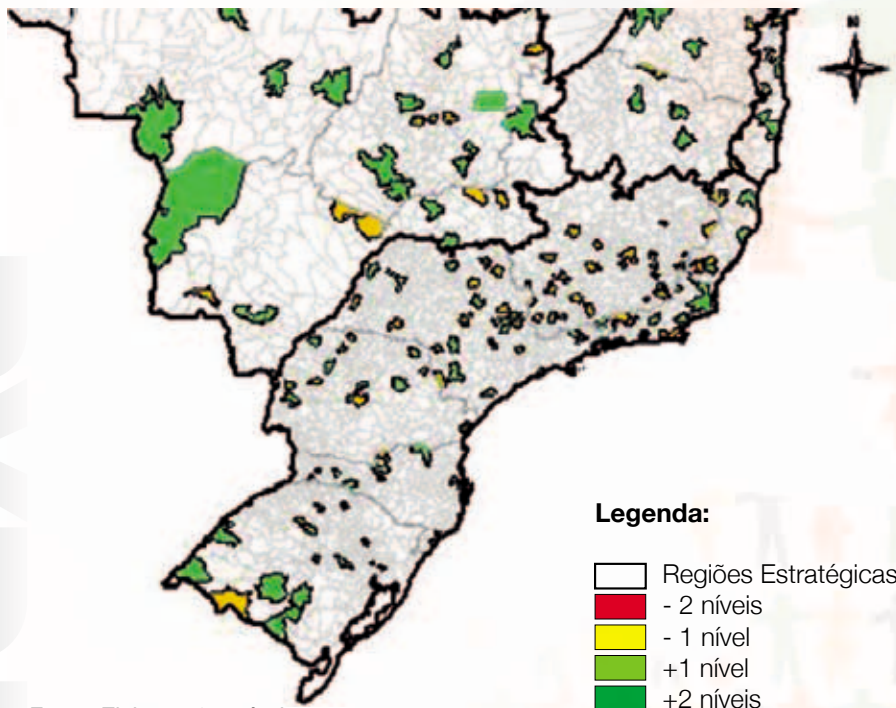 N
Legenda:
Regiões Estratégicas
- 2 níveis
- 1 nível
+1 nível
+2 níveis